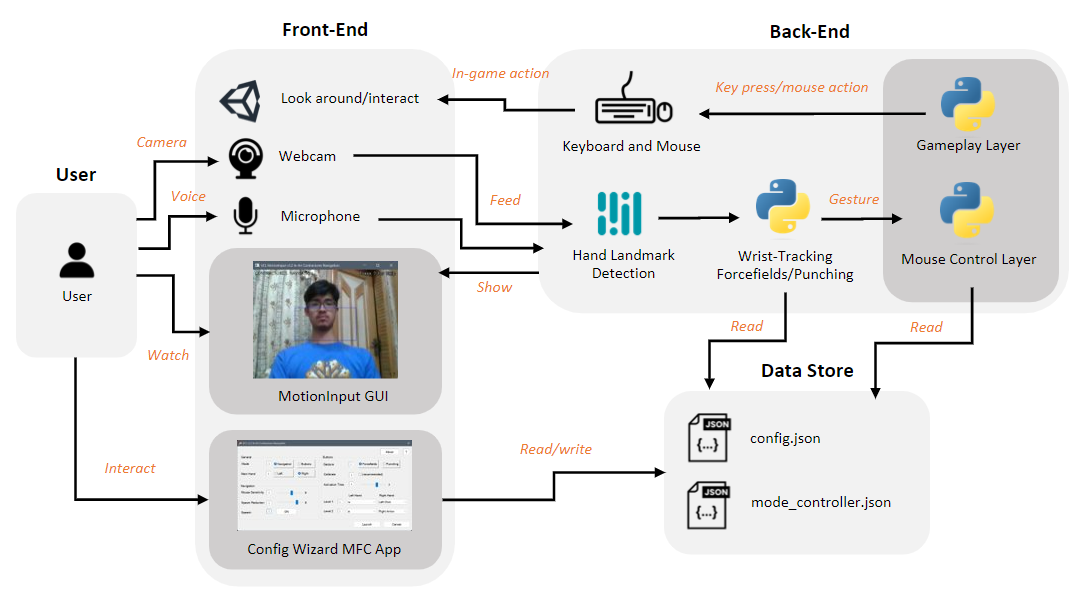 Front-End
Back-End
In-game action
Look around/interact
Key press/mouse action
Keyboard and Mouse
Gameplay Layer
Camera
Webcam
User
Voice
Microphone
Feed
Gesture
Hand Landmark
Detection
Wrist-Tracking
Forcefields/Punching
Mouse Control Layer
User
Show
Watch
MotionInput GUI
Read
Read
Data Store
JSON
{...}
config.json
Interact
Read/write
JSON
{...}
mode_controller.json
Config Wizard MFC App